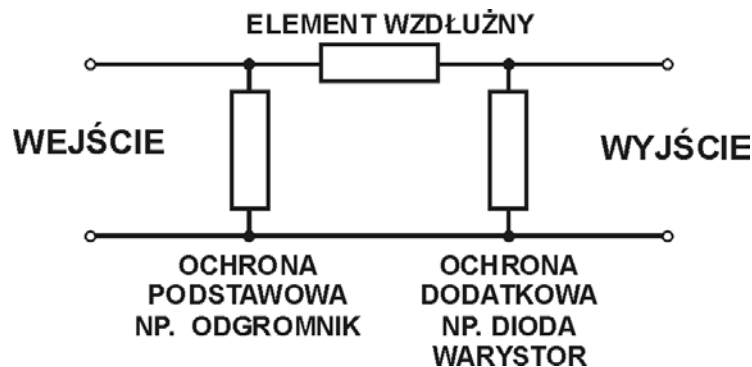 ELEMENT WZDŁUŻNY
WEJŚCIE
WYJŚCIE
OCHRONA
PODSTAWOWA
NP. ODGROMNIK
OCHRONA
DODATKOWA
NP. DIODA
WARYSTOR